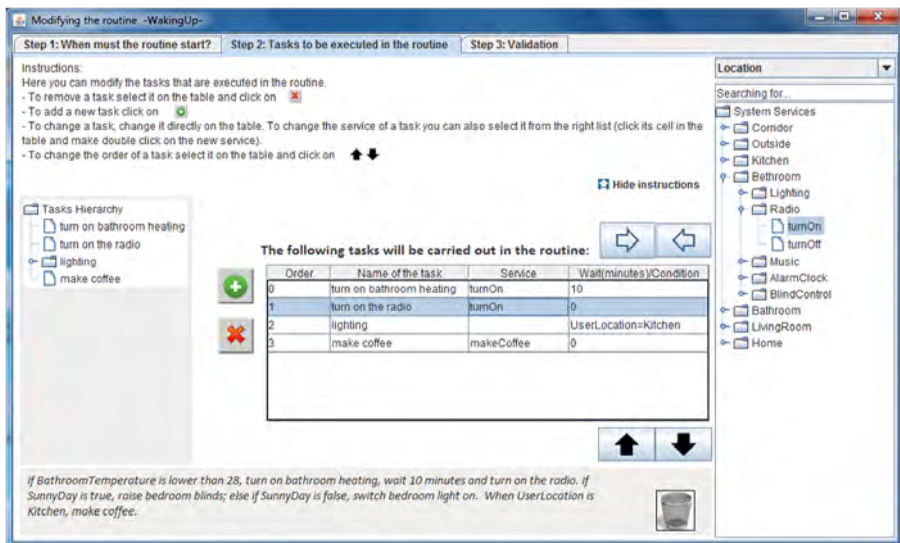 Modifying the routine -WakingUp-
Step 1: When must the routine start?
Step 2: Tasks to be executed in the routine
Step 3: Validation
Instructions:
Here you can modify the tasks that are executed in the routine.
- To remove a task select it on the table and click on
- To add a new task click on
- To change a task, change it directly on the table. To change the service of a task you can also select it from the right list (click its cell in the
table and make double click on the new service).
- To change the order of a task select it on the table and click on
Hide instructions
Tasks Hierarchy
turn on bathroom heating
turn on the radio
lighting
make coffee
The following tasks will be carried out in the routine:
Order Name of the task Service Wait(minutes)/Condition
0 turn on bathroom heating turnOn 10
1 turn on the radio turnOn 0
2 lighting UserLocation=Kitchen
3 make coffee makeCoffee 0
If BathroomTemperature is lower than 28, turn on bathroom heating, wait 10 minutes and turn on the radio. If
SunnyDay is true, raise bedroom blinds; else if SunnyDay is false, switch bedroom light on. When UserLocation is
Kitchen, make coffee.
Location
Searching for...
System Services
Corridor
Outside
Kitchen
Bethroom
Lighting
Radio
turnOn
turnOff
Music
AlarmClock
BlindControl
Bathroom
LivingRoom
Home